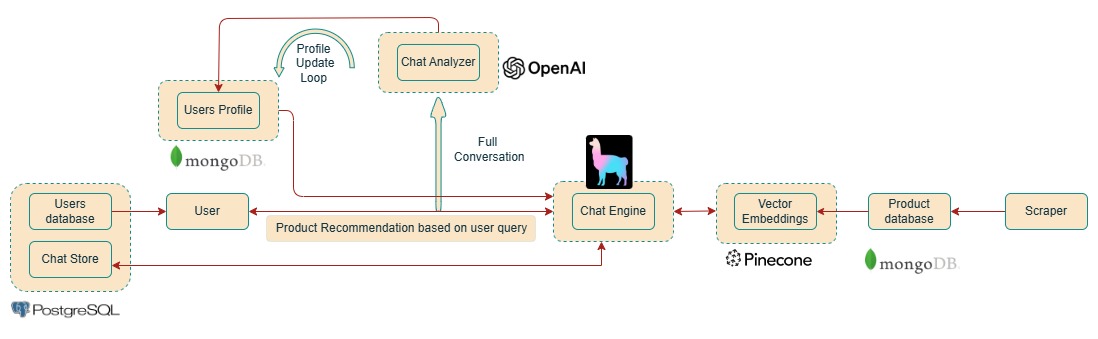 Profile
Update
Loop
Chat Analyzer
OpenAI
Users Profile
mongoDB.
Full
Conversation
Users
database
User
Product Recommendation based on user query
Chat Engine
Vector
Embeddings
Product
database
Scraper
Chat Store
Pinecone
mongoDB.
PostgreSQL